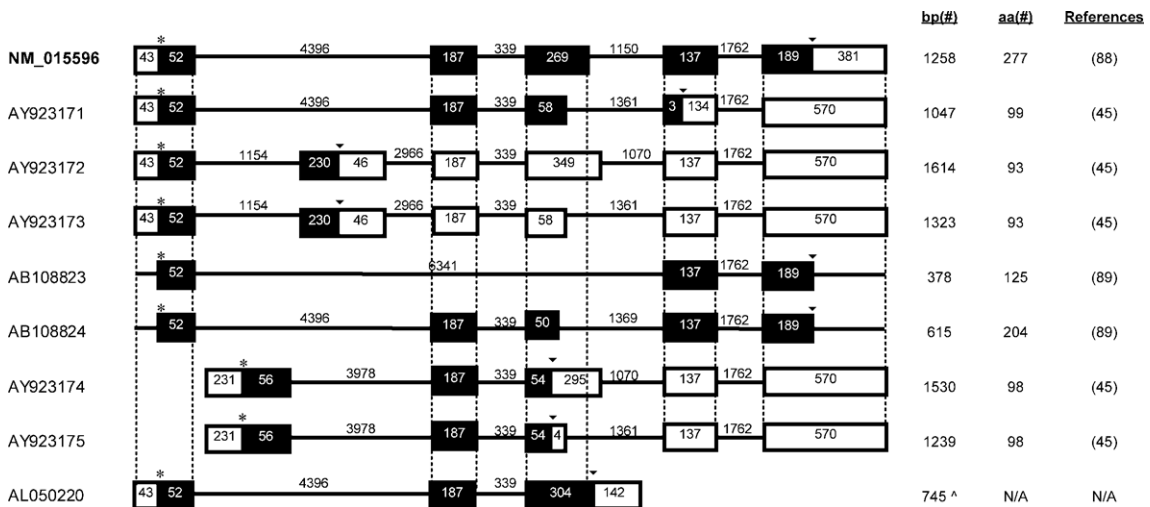 bp(#) aa(#) References
* 4396 339 1150 1762
NM_015596 43 52 187 269 137 189 381 1258 277 (88)
* 4396 339 1361 1762
AY923171 43 52 187 58 3 134 570 1047 99 (45)
* 1154 2966 339 1070 1762
AY923172 43 52 230 46 187 349 137 570 1614 93 (45)
* 1154 2966 339 1361 1762
AY923173 43 52 230 46 187 58 137 570 1323 93 (45)
* 6341 1762
AB108823 52 137 189 378 125 (89)
* 4396 339 1369 1762
AB108824 52 187 50 137 189 615 204 (89)
* 3978 339 1070 1762
AY923174 231 56 187 54 295 137 570 1530 98 (45)
* 3978 339 1361 1762
AY923175 231 56 187 54 4 137 570 1239 98 (45)
* 4396 339
AL050220 43 52 187 304 142 745 ^ N/A N/A